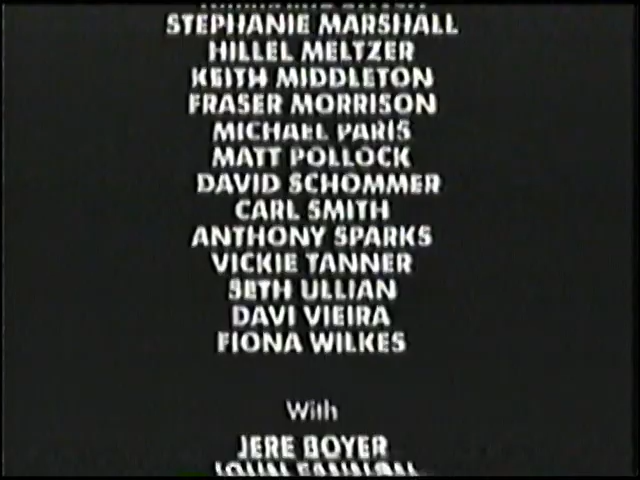 STEPHANIE MARSHALL
HILLEL MELTZER
KEITH MIDDLETON
FRASER MORRISON
MICHAEL PARIS
MATT POLLOCK
DAVID SCHOMMER
CARL SMITH
ANTHONY SPARKS
VICKIE TANNER
SETH ULLIAN
DAVI VIEIRA
FIONA WILKES
With
JERE BOYER